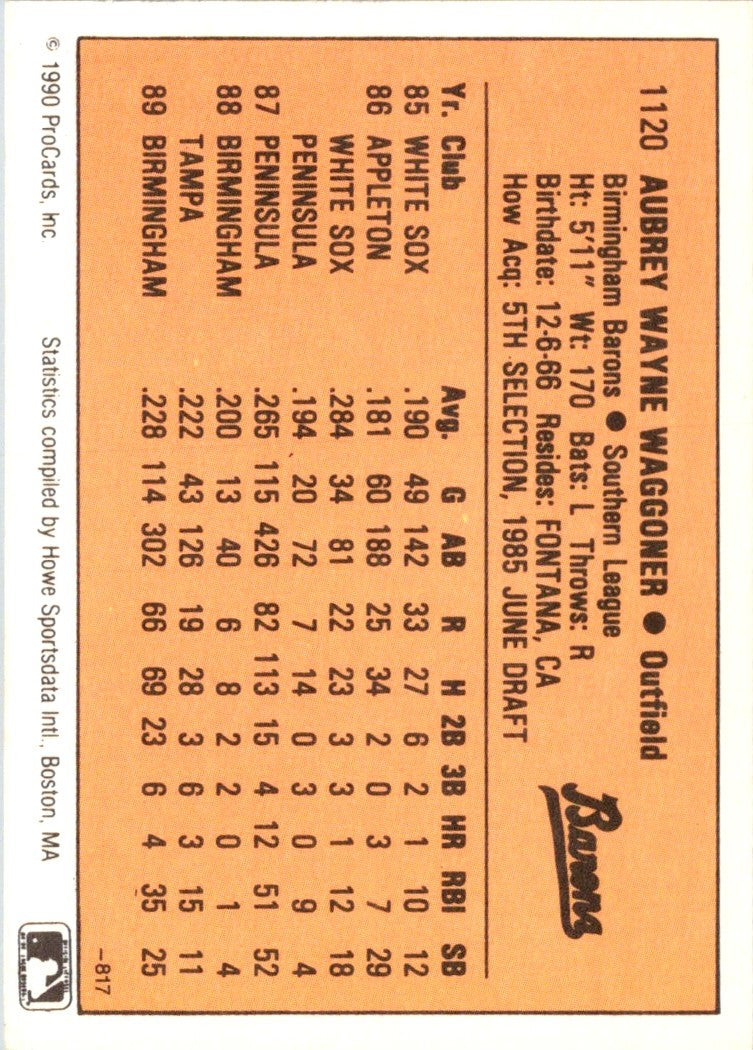 1120 AUBREY WAYNE WAGGONER ● Outfield
Birmingham Barons ● Southern League
Ht: 5'11" Wt: 170 Bats: L Throws: R
Birthdate: 12-6-66 Resides: FONTANA, CA
How Acq: 5TH SELECTION, 1985 JUNE DRAFT
Barons
Yr. Club Avg. G AB R H 2B 3B HR RBI SB
85 WHITE SOX .190 49 142 33 27 6 2 1 10 12
86 APPLETON .181 60 188 25 34 2 0 3 7 29
WHITE SOX .284 34 81 22 23 3 3 1 12 18
PENINSULA .194 20 72 7 14 0 3 0 9 4
87 PENINSULA .265 115 426 82 113 15 4 12 51 52
88 BIRMINGHAM .200 13 40 6 8 2 2 0 1 4
TAMPA .222 43 126 19 28 3 6 3 15 11
89 BIRMINGHAM .228 114 302 66 69 23 6 4 35 25
–817
© 1990 ProCards, Inc Statistics compiled by Howe Sportsdata Intl., Boston, MA